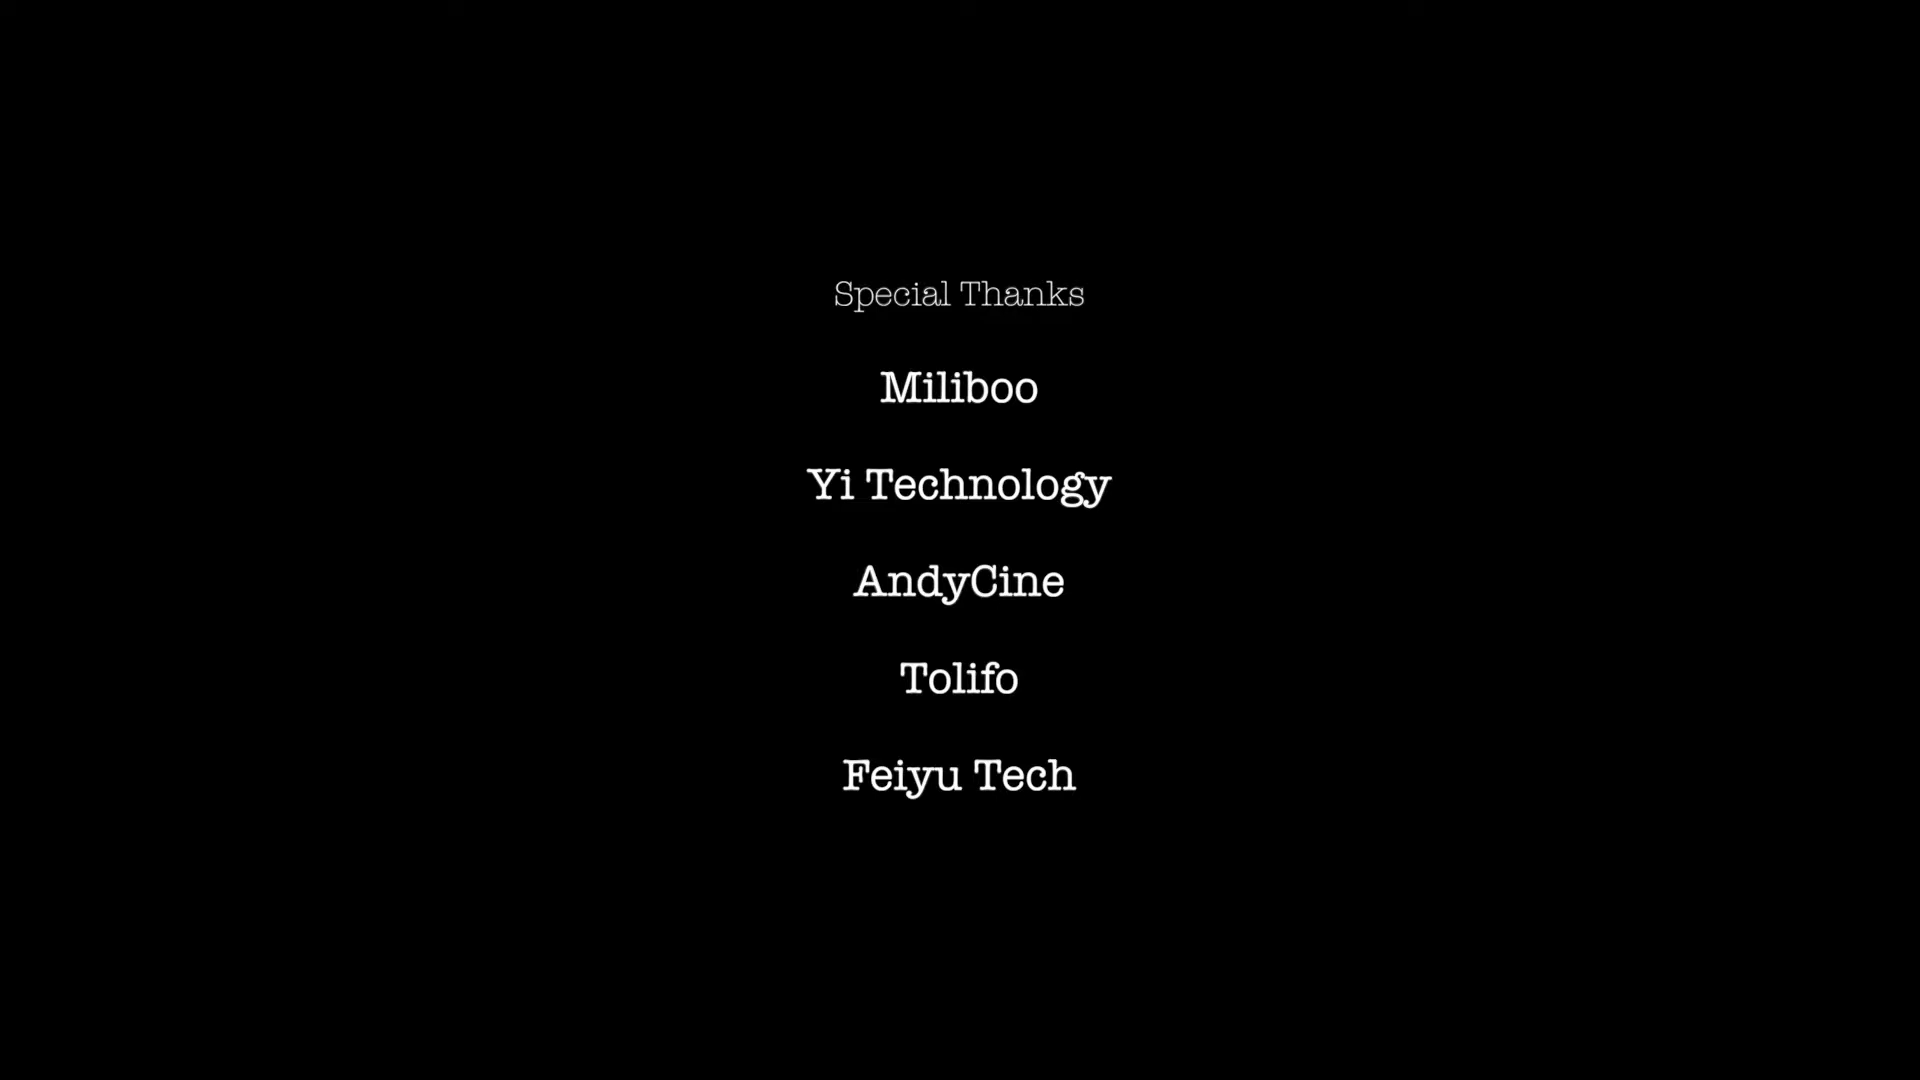 Special Thanks
Miliboo
Yi Technology
AndyCine
Tolifo
Feiyu Tech